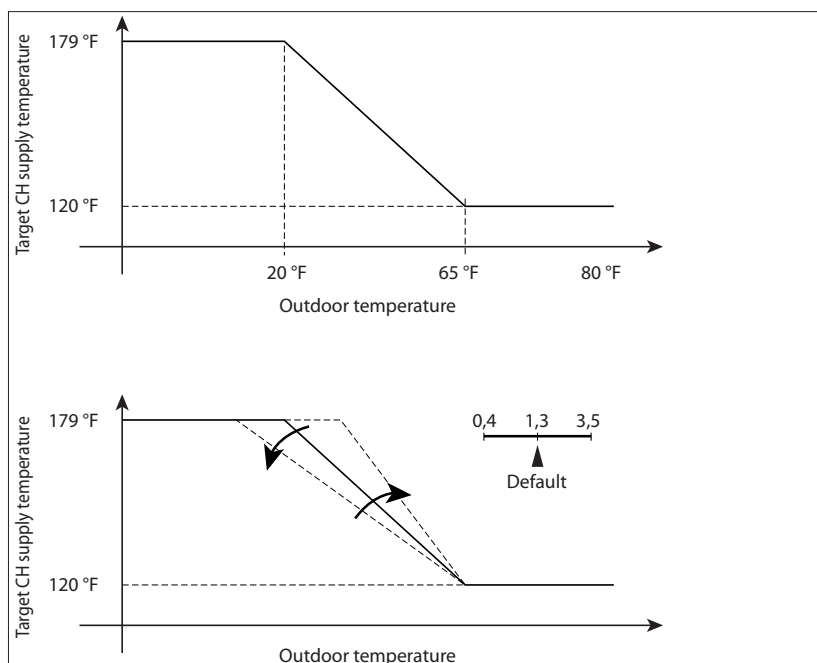 179 °F
Target CH supply temperature
120 °F
20 °F 65 °F 80 °F
Outdoor temperature
179 °F
0,4 1,3 3,5
Default
Target CH supply temperature
120 °F
Outdoor temperature